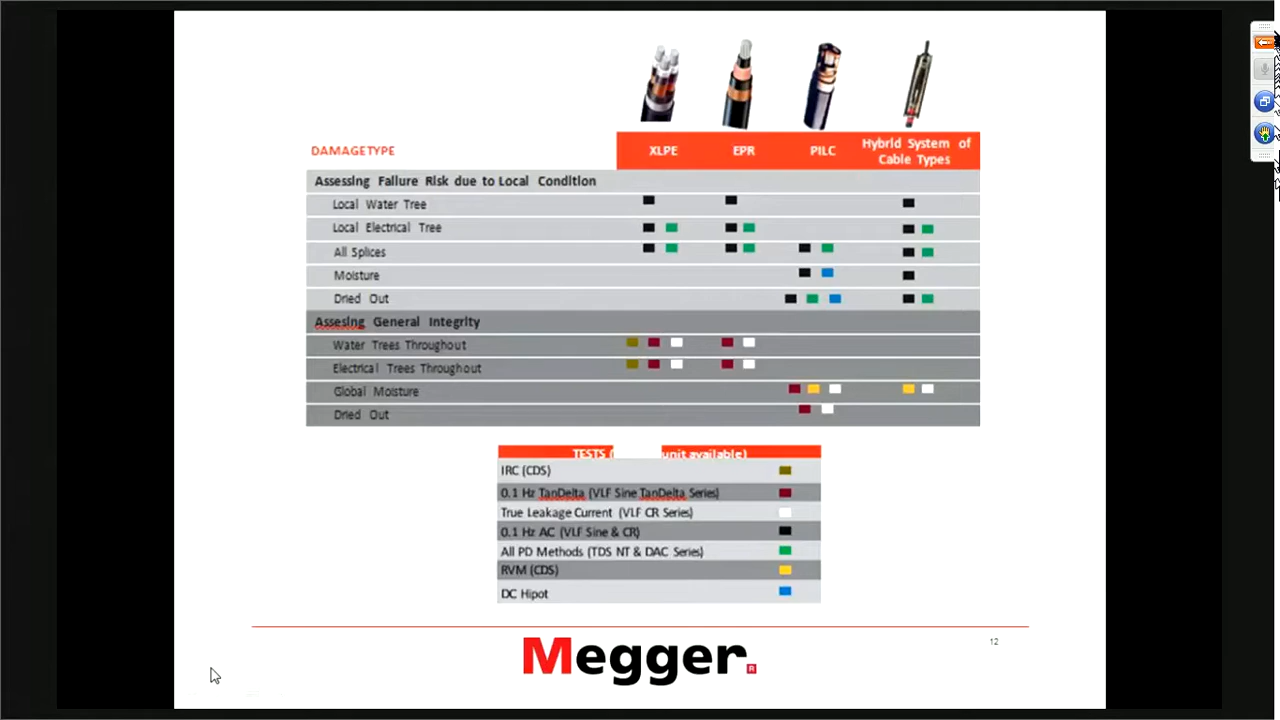 DAMAGETYPE XLPE EPR PILC Hybrid System of
Cable Types
Assessing Failure Risk due to Local Condition
Local Water Tree
Local Electrical Tree
All Splices
Moisture
Dried Out
Assesing General Integrity
Water Trees Throughout
Electrical Trees Throughout
Global Moisture
Dried Out
TESTS ( unit available)
IRC (CDS)
0.1 Hz TanDelta (VLF Sine TanDelta Series)
True Leakage Current (VLF CR Series)
0.1 Hz AC (VLF Sine & CR)
All PD Methods (TDS NT & DAC Series)
RVM (CDS)
DC Hipot
12
Megger.
R